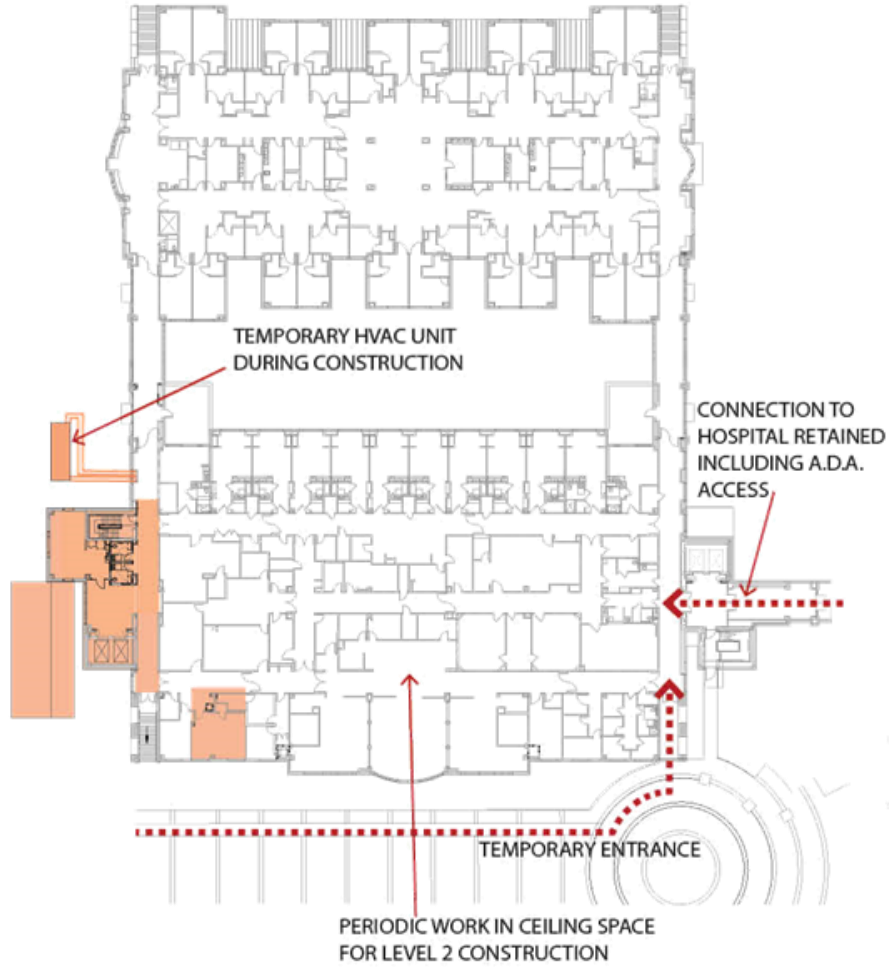 TEMPORARY HVAC UNIT
DURING CONSTRUCTION
CONNECTION TO
HOSPITAL RETAINED
INCLUDING A.D.A.
ACCESS
TEMPORARY ENTRANCE
PERIODIC WORK IN CEILING SPACE
FOR LEVEL 2 CONSTRUCTION